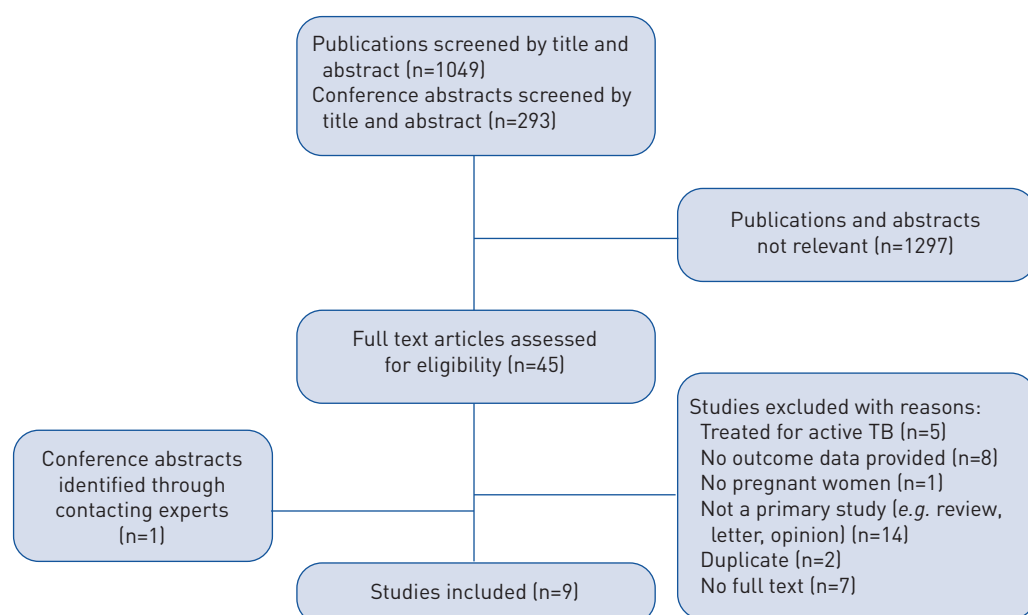 Publications screened by title and
abstract (n=1049)
Conference abstracts screened by
title and abstract (n=293)
Publications and abstracts
not relevant (n=1297)
Full text articles assessed
for eligibility (n=45)
Conference abstracts
identified through
contacting experts
(n=1)
Studies excluded with reasons:
Treated for active TB (n=5)
No outcome data provided (n=8)
No pregnant women (n=1)
Not a primary study (e.g. review,
letter, opinion) (n=14)
Duplicate (n=2)
No full text (n=7)
Studies included (n=9)